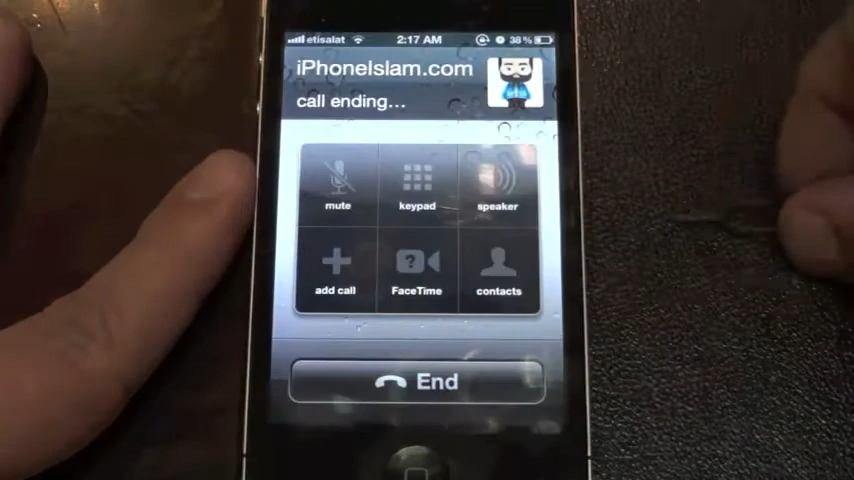 etisalat 2:17 AM 38%
iPhoneIslam.com
call ending...
mute keypad speaker
?
add call FaceTime contacts
End